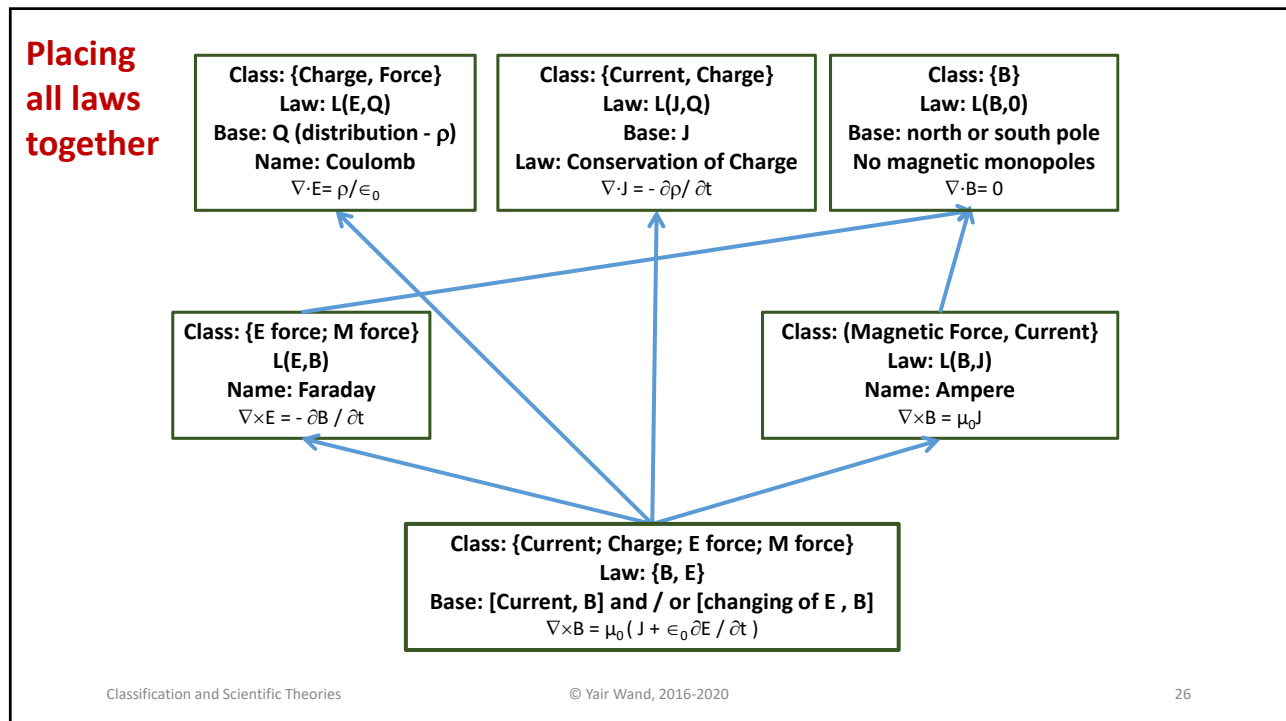 Placing
all laws
together
Class: {Charge, Force}
Law: L(E,Q)
Base: Q (distribution - ρ)
Name: Coulomb
∇·E= ρ/∈₀
Class: {Current, Charge}
Law: L(J,Q)
Base: J
Law: Conservation of Charge
∇·J = - ∂ρ/ ∂t
Class: {B}
Law: L(B,0)
Base: north or south pole
No magnetic monopoles
∇·B= 0
Class: {E force; M force}
L(E,B)
Name: Faraday
∇×E = - ∂B / ∂t
Class: (Magnetic Force, Current}
Law: L(B,J)
Name: Ampere
∇×B = μ₀J
Class: {Current; Charge; E force; M force}
Law: {B, E}
Base: [Current, B] and / or [changing of E , B]
∇×B = μ₀ ( J + ∈₀ ∂E / ∂t )
Classification and Scientific Theories
© Yair Wand, 2016-2020
26